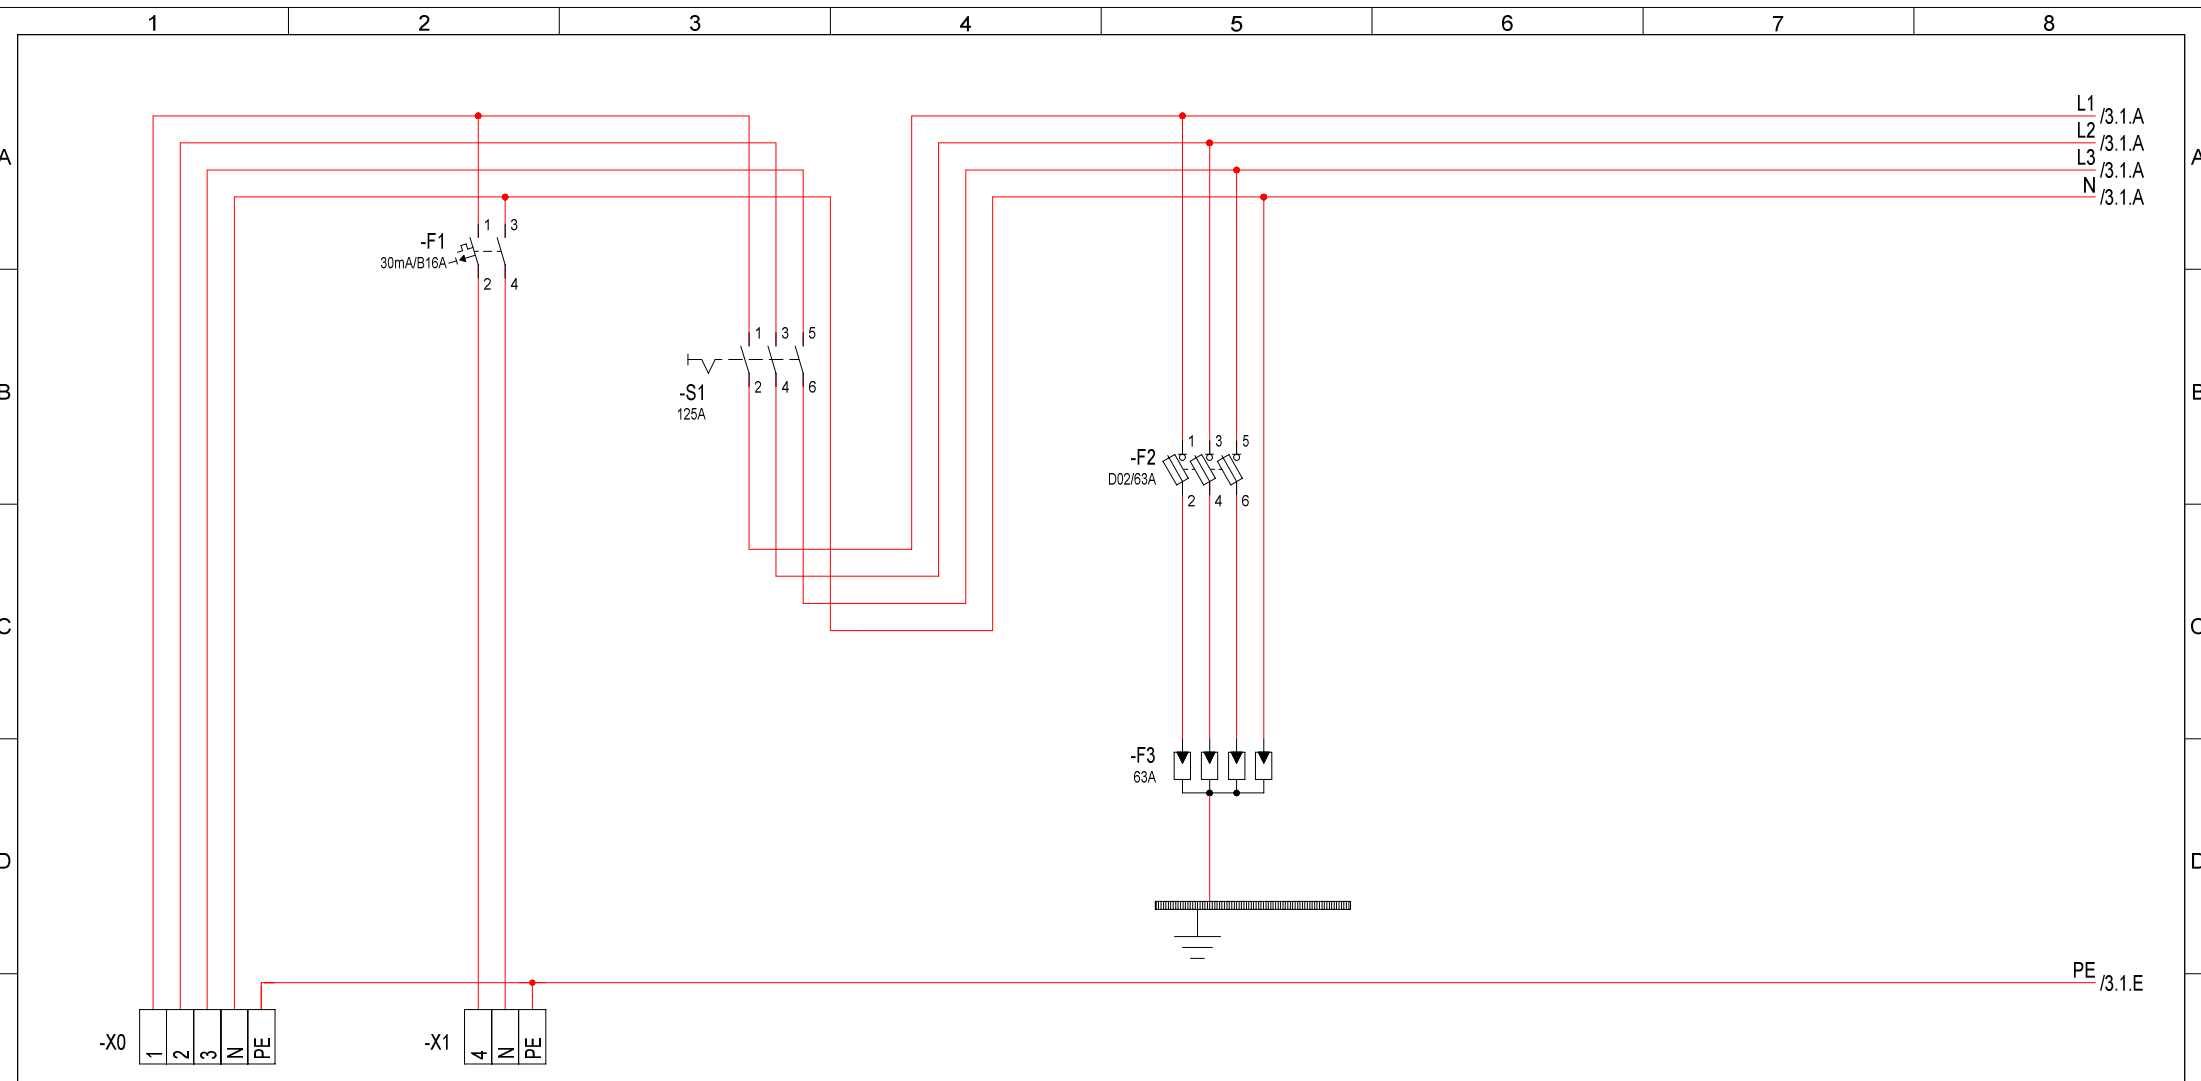 1 2 3 4 5 6 7 8
L1 /3.1.A
L2 /3.1.A
L3 /3.1.A
N /3.1.A
A A
1 3
-F1
30mA/B16A
2 4
1 3 5
2 4 6
-S1
125A
B B
1 3 5
-F2
D02/63A
2 4 6
C C
-F3
63A
D D
PE /3.1.E
-X0 1 2 3 N PE
-X1 4 N PE